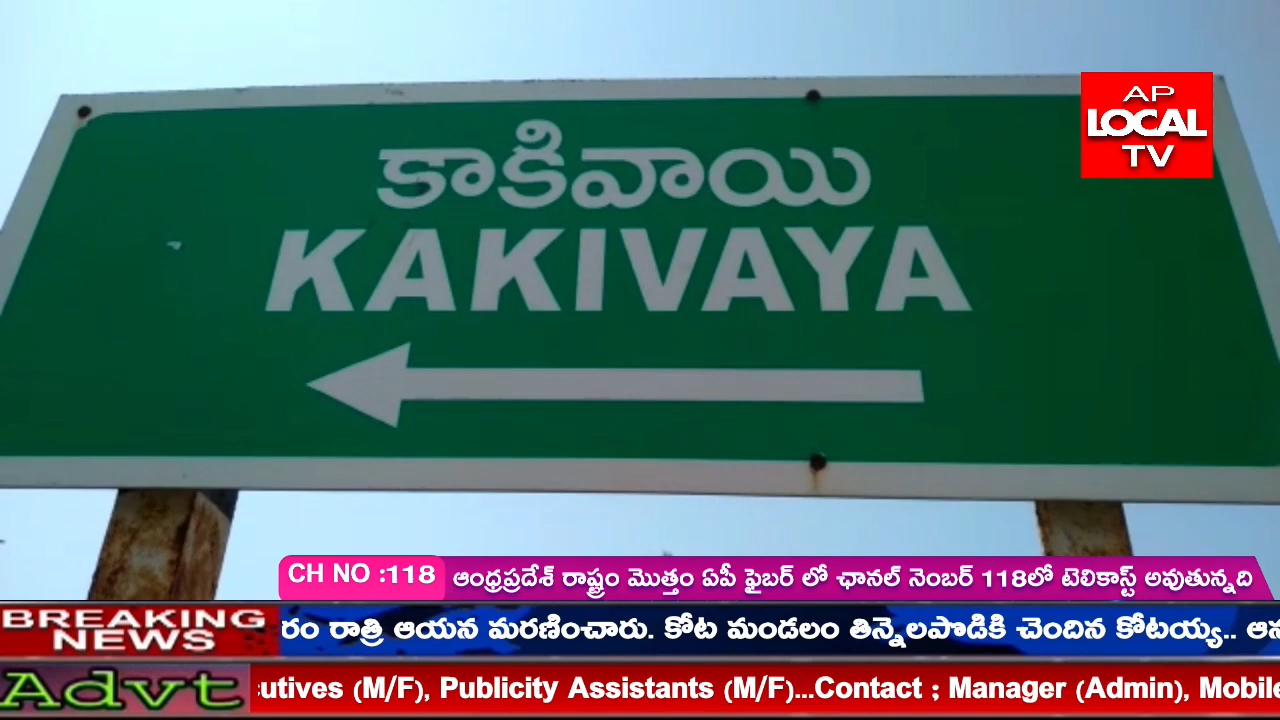 AP
LOCAL
TV
కాకివాయి
KAKIVAYA
CH NO :118
ఆంధ్రప్రదేశ్ రాష్ట్రం మొత్తం ఏపీ ఫైబర్ లో ఛానల్ నెంబర్ 118లో టెలికాస్ట్ అవుతున్నది
BREAKING
NEWS
రం రాత్రి ఆయన మరణించారు. కోట మండలం తిన్నెలపొడికి చెందిన కోటయ్య..
Advt
utives (M/F), Publicity Assistants (M/F)...Contact ; Manager (Admin), Mobile